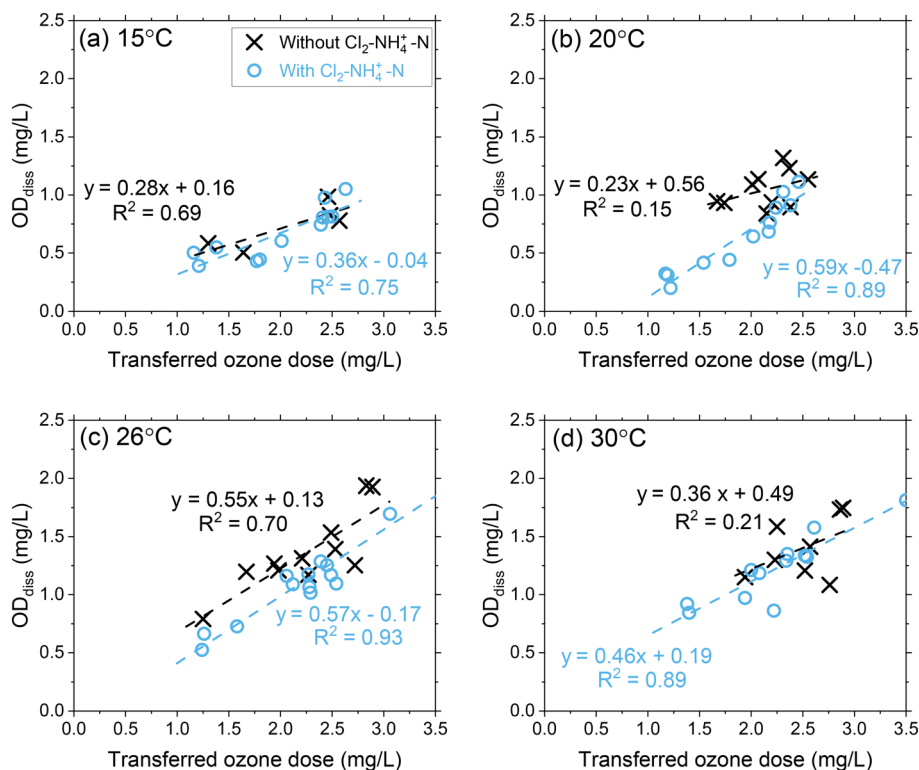 (a) 15°C
× Without Cl₂-NH₄⁺-N
○ With Cl₂-NH₄⁺-N
y = 0.28x + 0.16
R² = 0.69
y = 0.36x - 0.04
R² = 0.75
2.5
2.0
1.5
1.0
0.5
0.0
OD_diss (mg/L)
0.0 0.5 1.0 1.5 2.0 2.5 3.0 3.5
Transferred ozone dose (mg/L)
(b) 20°C
y = 0.23x + 0.56
R² = 0.15
y = 0.59x -0.47
R² = 0.89
2.5
2.0
1.5
1.0
0.5
0.0
OD_diss (mg/L)
0.0 0.5 1.0 1.5 2.0 2.5 3.0 3.5
Transferred ozone dose (mg/L)
(c) 26°C
y = 0.55x + 0.13
R² = 0.70
y = 0.57x - 0.17
R² = 0.93
2.5
2.0
1.5
1.0
0.5
0.0
OD_diss (mg/L)
0.0 0.5 1.0 1.5 2.0 2.5 3.0 3.5
Transferred ozone dose (mg/L)
(d) 30°C
y = 0.36 x + 0.49
R² = 0.21
y = 0.46x + 0.19
R² = 0.89
2.5
2.0
1.5
1.0
0.5
0.0
OD_diss (mg/L)
0.0 0.5 1.0 1.5 2.0 2.5 3.0 3.5
Transferred ozone dose (mg/L)